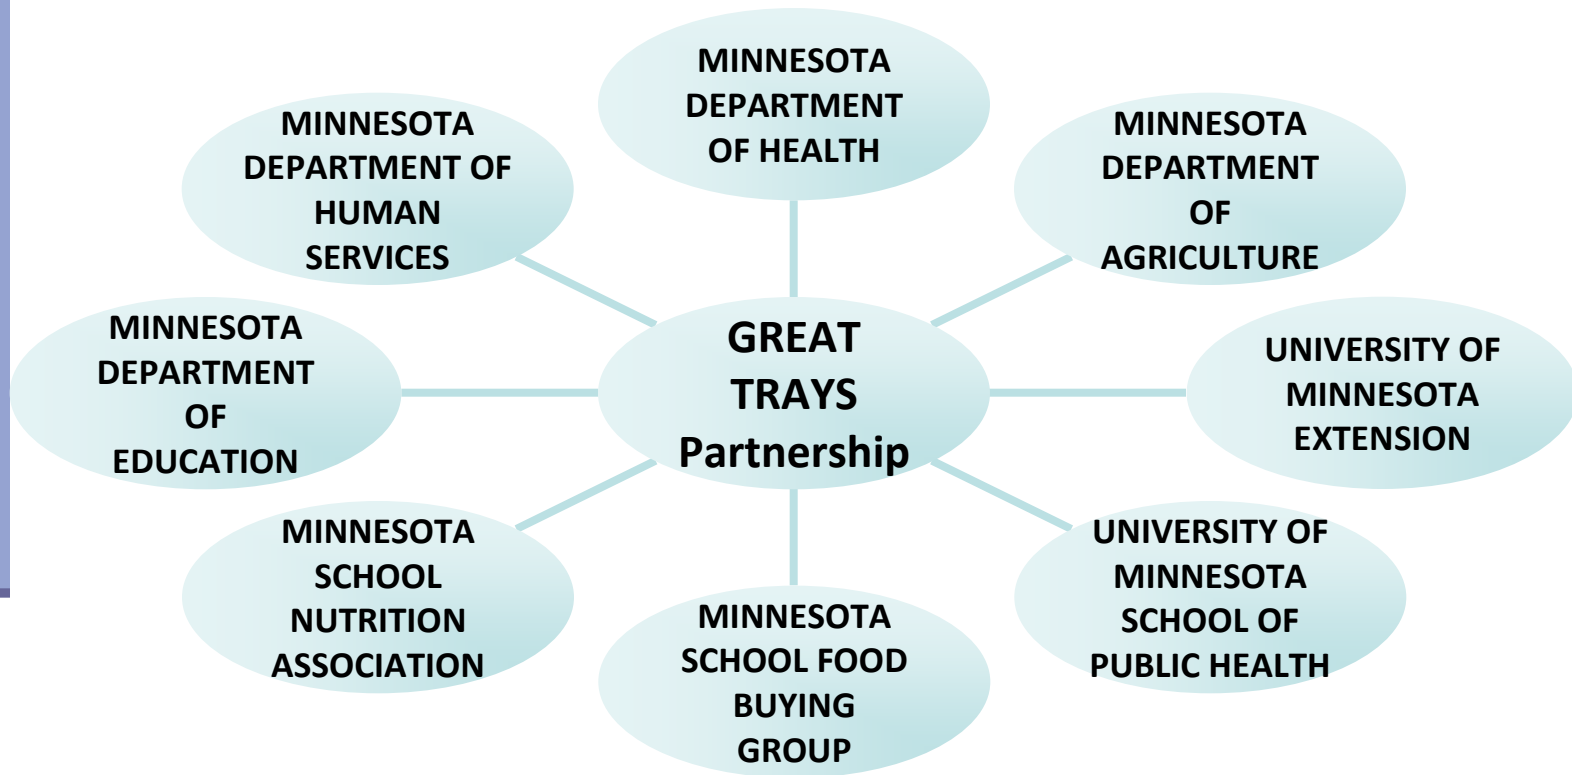 MINNESOTA
DEPARTMENT
OF HEALTH
MINNESOTA
DEPARTMENT OF
HUMAN
SERVICES
MINNESOTA
DEPARTMENT
OF
AGRICULTURE
MINNESOTA
DEPARTMENT
OF
EDUCATION
GREAT
TRAYS
Partnership
UNIVERSITY OF
MINNESOTA
EXTENSION
MINNESOTA
SCHOOL
NUTRITION
ASSOCIATION
MINNESOTA
SCHOOL FOOD
BUYING
GROUP
UNIVERSITY OF
MINNESOTA
SCHOOL OF
PUBLIC HEALTH